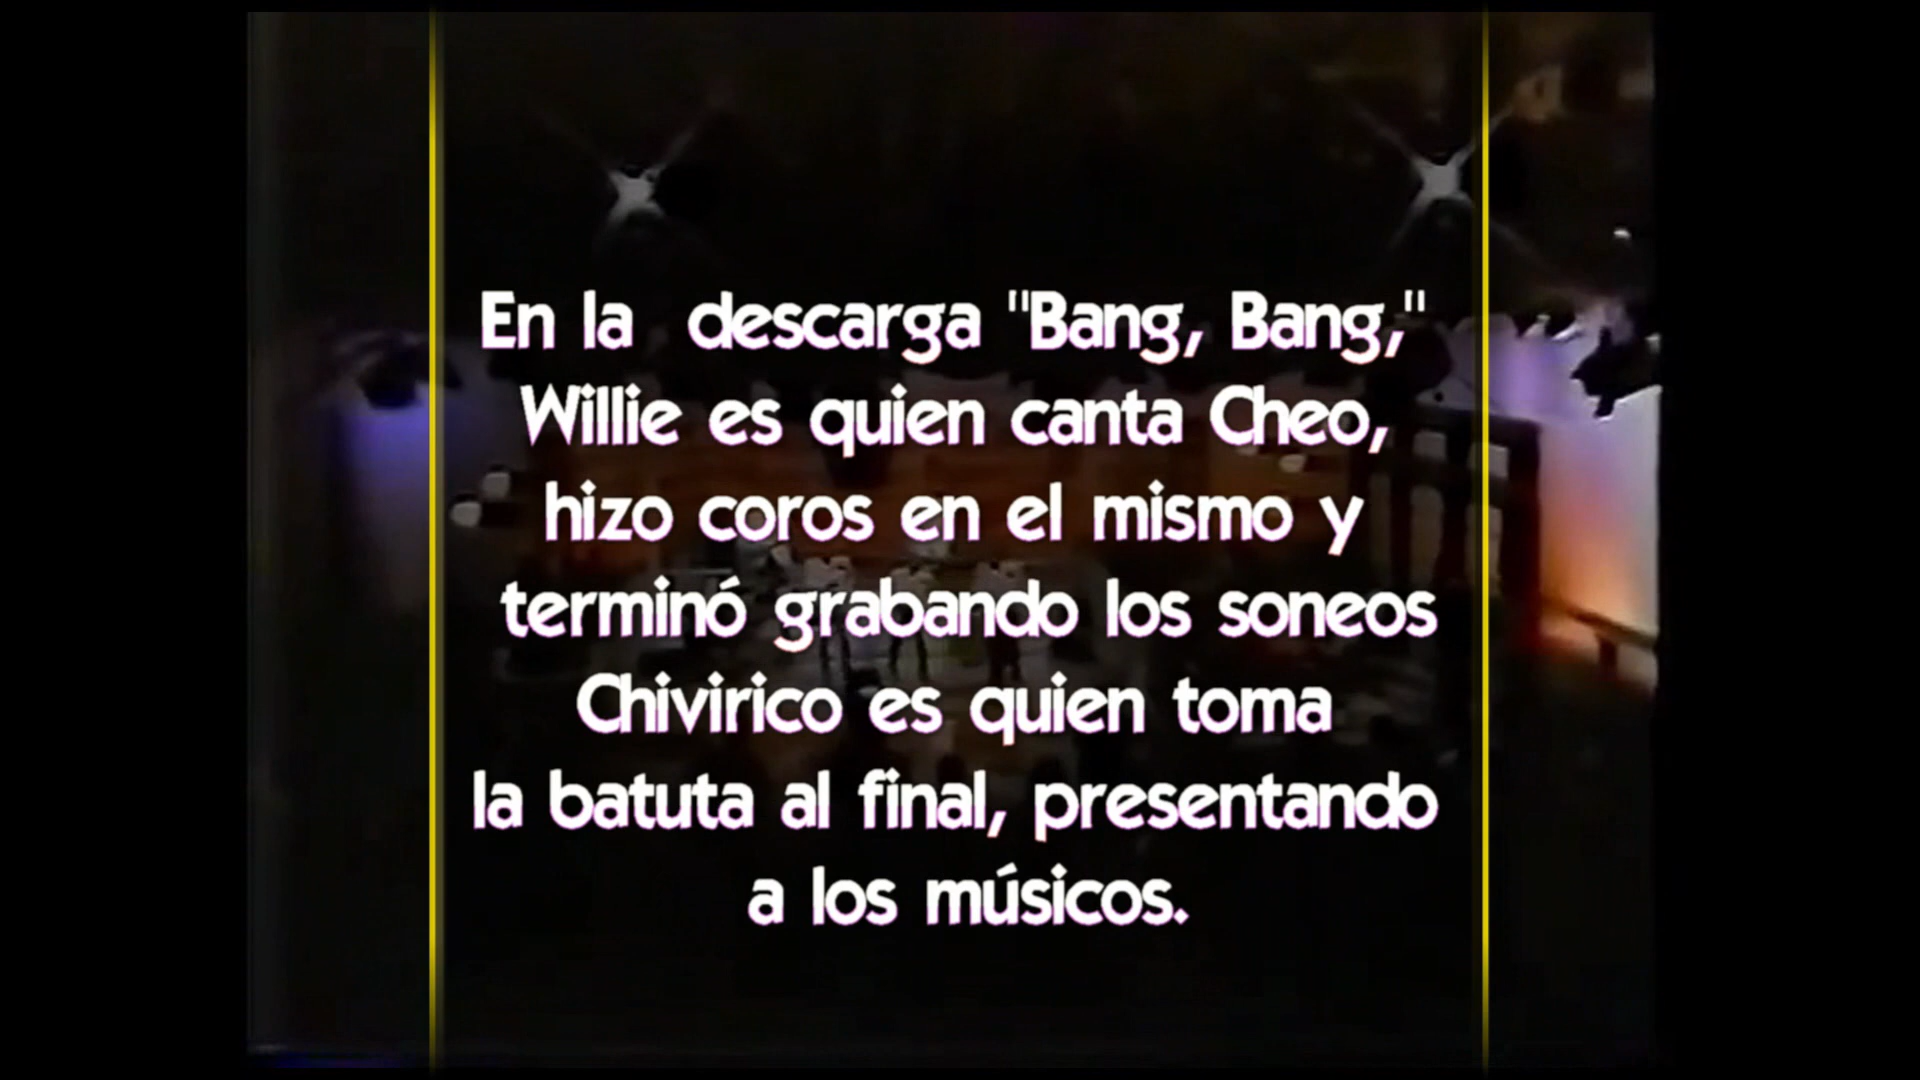 En la  descarga "Bang, Bang,"
Willie es quien canta Cheo,
hizo coros en el mismo y
terminó grabando los soneos
Chivirico es quien toma
la batuta al final, presentando
a los músicos.